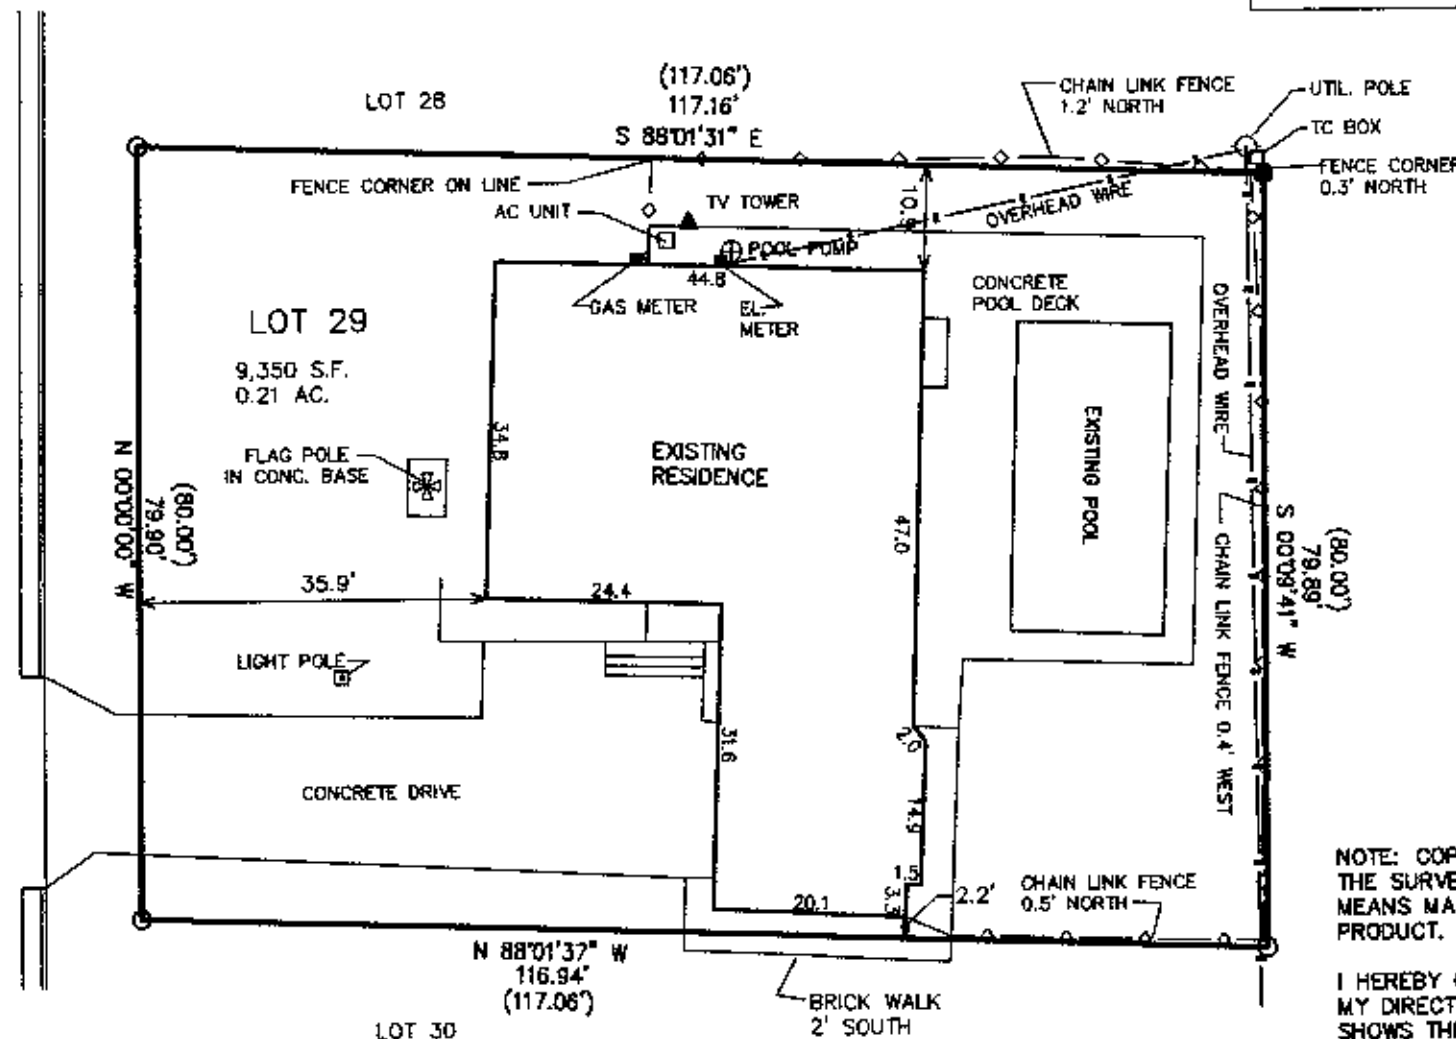 (117.06')
117.16'
S 88°01'31" E
LOT 28
CHAIN LINK FENCE
1.2' NORTH
UTIL. POLE
TC BOX
FENCE CORNER
0.3' NORTH
FENCE CORNER ON LINE
AC UNIT
TV TOWER
OVERHEAD WIRE
POOL PUMP
44.8
GAS METER
EL.
METER
CONCRETE
POOL DECK
LOT 29
9,350 S.F.
0.21 AC.
OVERHEAD WIRE
FLAG POLE
IN CONC. BASE
34.8
EXISTING
RESIDENCE
EXISTING POOL
N 00°00'00" W
79.90'
(80.00')
47.0
S 00°09'41" W
79.89'
(80.00')
CHAIN LINK FENCE 0.4' WEST
35.9'
24.4
LIGHT POLE
31.6
2.0
CONCRETE DRIVE
14.9
1.5
20.1
2.2'
CHAIN LINK FENCE
0.5' NORTH
N 88°01'37" W
116.94'
(117.06')
BRICK WALK
2' SOUTH
LOT 30
NOTE: COP
THE SURVE
MEANS MA
PRODUCT.
I HEREBY
MY DIRECT
SHOWS TH